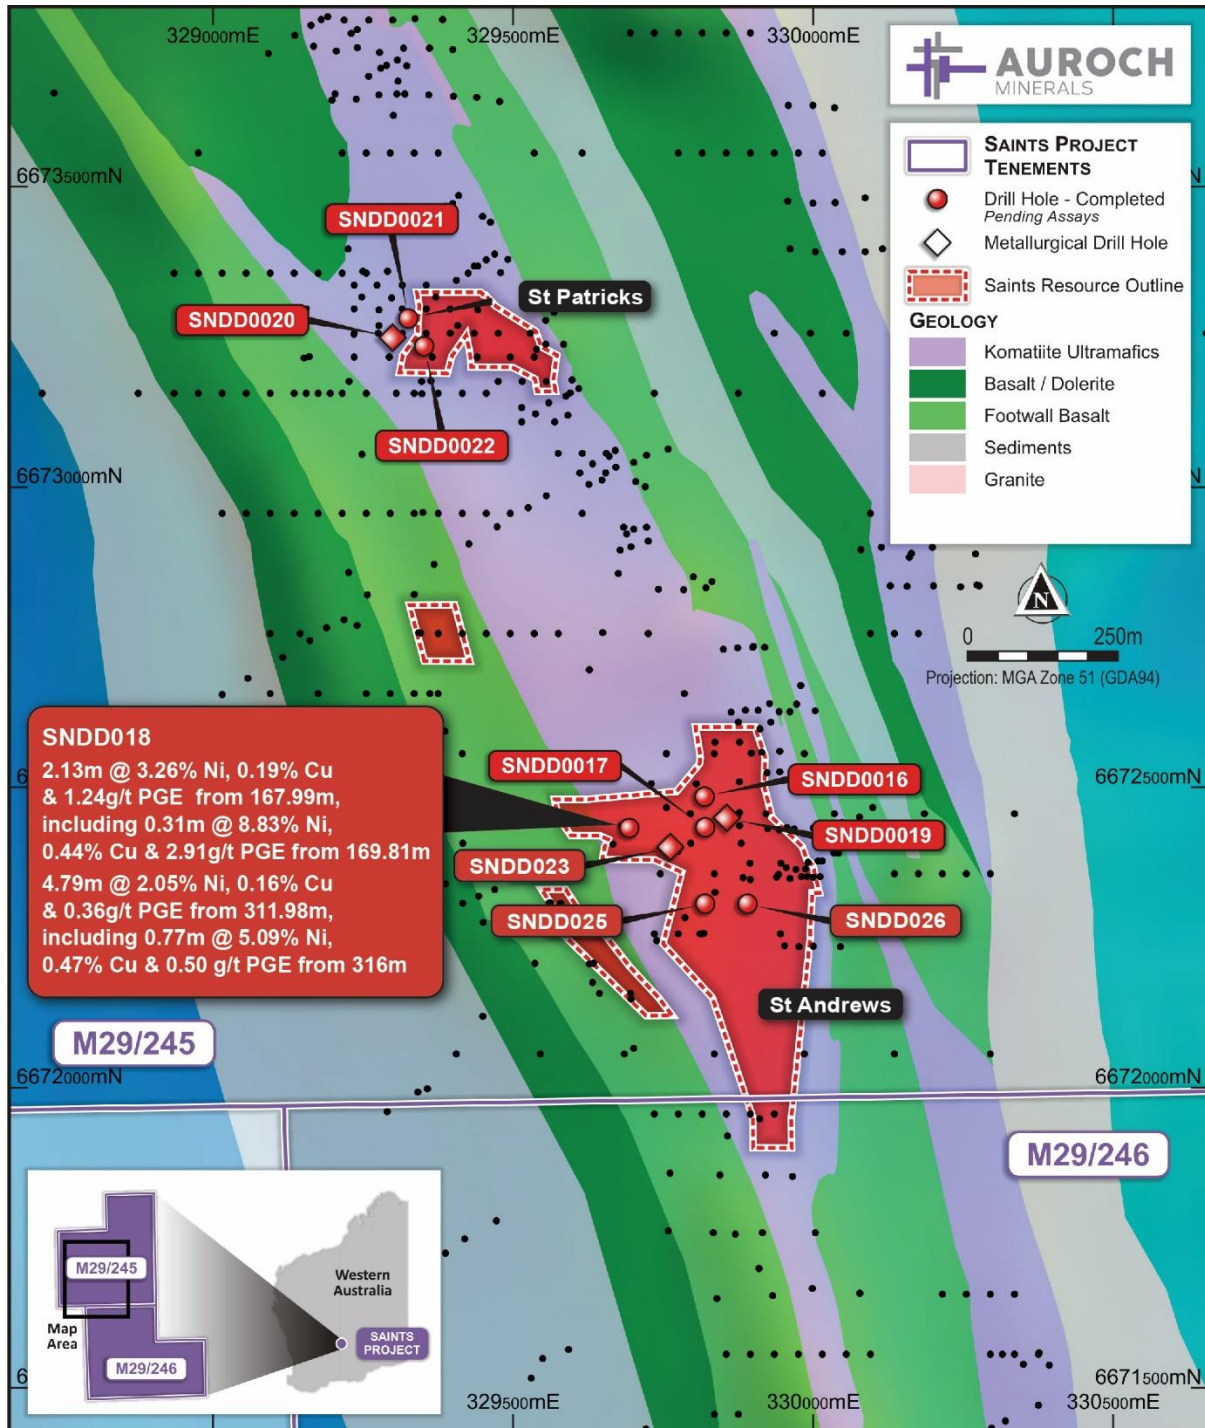 329000mE
329500mE
330000mE
AUROCH
MINERALS
SAINTS PROJECT
TENEMENTS
Drill Hole - Completed
Pending Assays
Metallurgical Drill Hole
Saints Resource Outline
GEOLOGY
Komatiite Ultramafics
Basalt / Dolerite
Footwall Basalt
Sediments
Granite
6673500mN
SNDD0021
St Patricks
SNDD0020
SNDD0022
6673000mN
N
0 250m
Projection: MGA Zone 51 (GDA94)
SNDD018
2.13m @ 3.26% Ni, 0.19% Cu
& 1.24g/t PGE from 167.99m,
including 0.31m @ 8.83% Ni,
0.44% Cu & 2.91g/t PGE from 169.81m
4.79m @ 2.05% Ni, 0.16% Cu
& 0.36g/t PGE from 311.98m,
including 0.77m @ 5.09% Ni,
0.47% Cu & 0.50 g/t PGE from 316m
SNDD0017
SNDD0016
6672500mN
SNDD0019
SNDD023
SNDD025
SNDD026
St Andrews
M29/245
6672000mN
6672000mN
M29/246
M29/245
Map
Area
M29/246
Western
Australia
SAINTS
PROJECT
6671500mN
329500mE
330000mE
330500mE